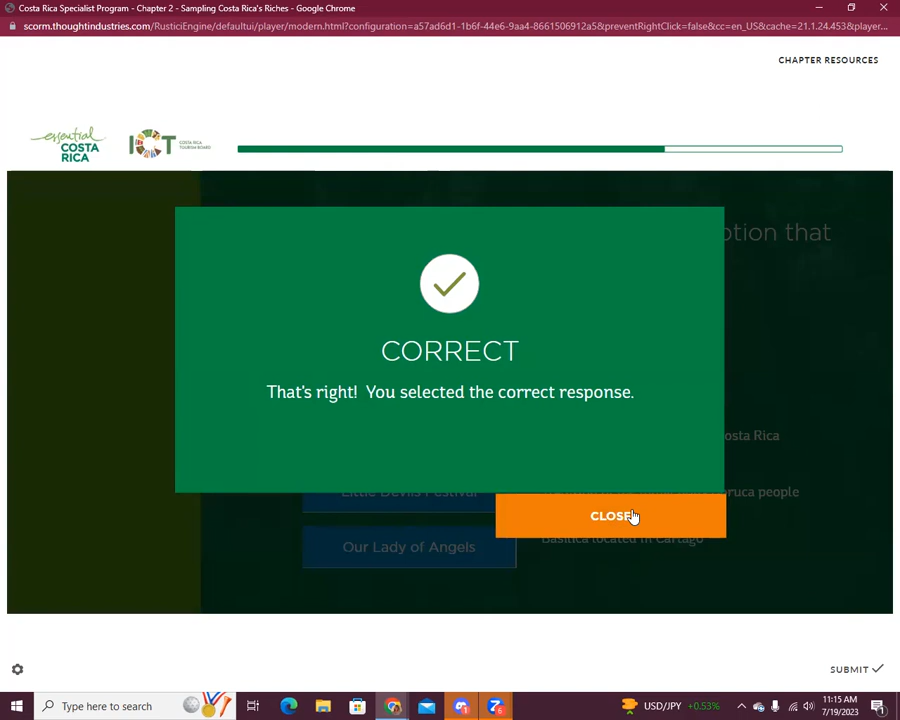 Costa Rica Specialist Program - Chapter 2 - Sampling Costa Rica's Riches - Google Chrome
scorm.thoughtindustries.com/RusticiEngine/defaultui/player/modern.html?configuration=a57ad6d1-1b6f-44e6-9aa4-8661506912a5&preventRightClick=false&cc=en_US&cache=21.1.24.453&player...
CHAPTER RESOURCES
essential
COSTA
RICA
ICT
COSTA RICA
TOURISM BOARD
ption that
CORRECT
That's right! You selected the correct response.
osta Rica
Little Devils Festival
ruca people
CLOSE
Our Lady of Angels
Basilica located in Cartago
SUBMIT
Type here to search
USD/JPY +0.53%
11:15 AM
7/19/2023